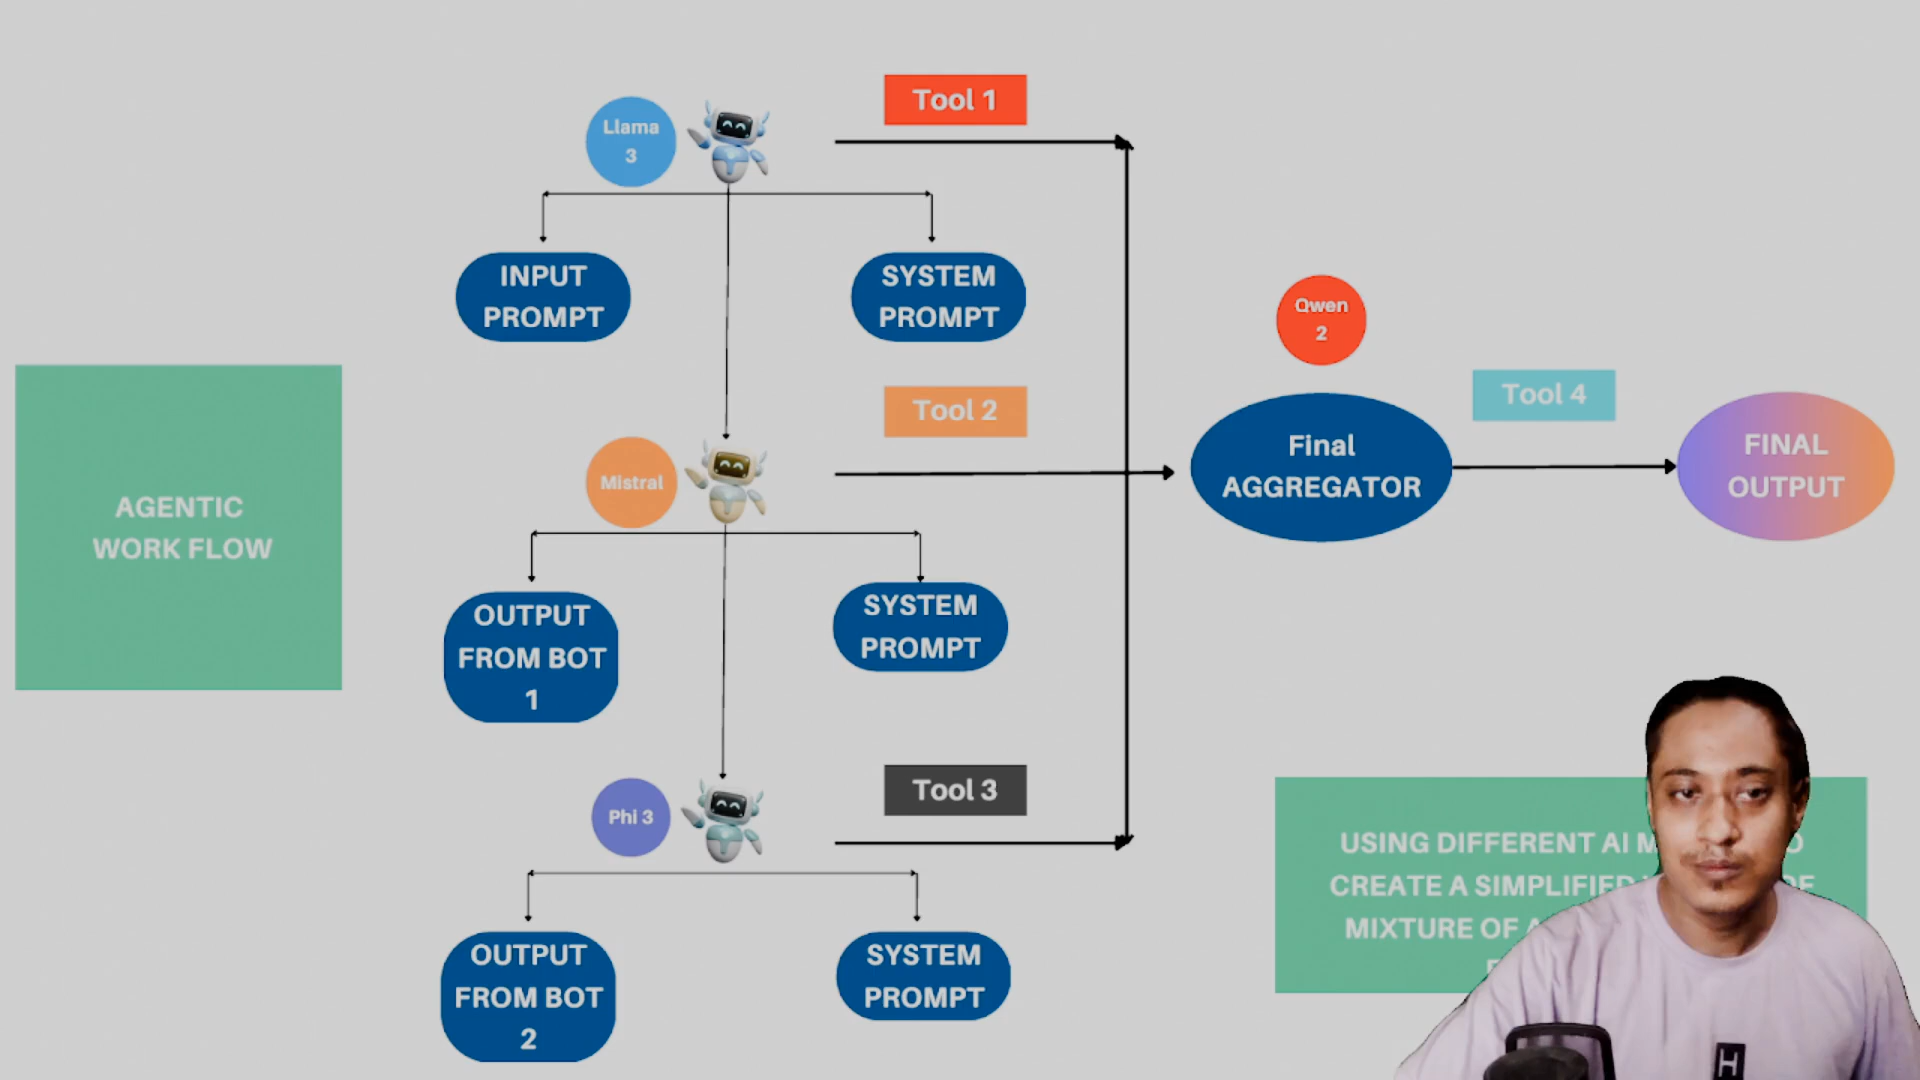 Tool 1
Llama
3
INPUT
PROMPT
SYSTEM
PROMPT
Qwen
2
Tool 2
Tool 4
Mistral
Final
AGGREGATOR
FINAL
OUTPUT
AGENTIC
WORK FLOW
OUTPUT
FROM BOT
1
SYSTEM
PROMPT
Tool 3
Phi 3
OUTPUT
FROM BOT
2
SYSTEM
PROMPT
USING DIFFERENT AI
CREATE A SIMPLIFIED
MIXTURE OF
H